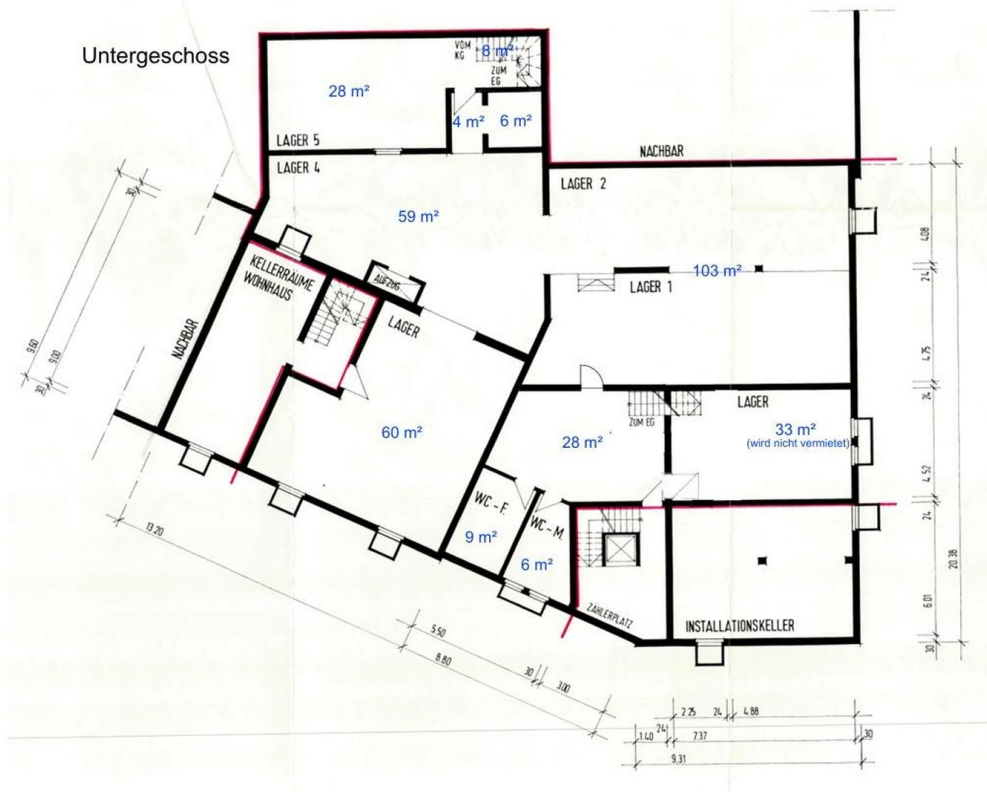 Untergeschoss
VOM
KG
8 m²
ZUM
EG
28 m²
4 m²
6 m²
LAGER 5
LAGER 4
NACHBAR
LAGER 2
59 m²
KELLERRÄUME
WOHNHAUS
AUFZUG
103 m²
LAGER 1
LAGER
NACHBAR
60 m²
28 m²
ZUM EG
LAGER
33 m²
(wird nicht vermietet)
WC-F.
WC-M.
9 m²
6 m²
ZÄHLERPLATZ
INSTALLATIONSKELLER
30
9.60
9.00
30
13.20
5.50
8.80
30
3.00
4.08
24
4.75
24
4.52
24
20.38
6.01
30
2.25 24 4.88
24
1.40 7.37 30
9.31